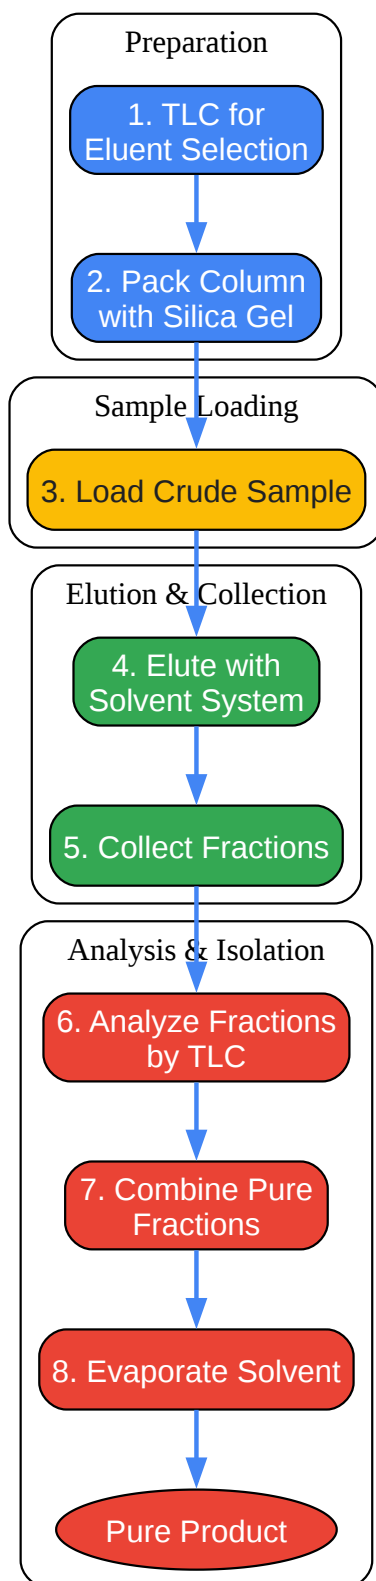 Preparation
1. TLC for
Eluent Selection
2. Pack Column
with Silica Gel
Sample Loading
3. Load Crude Sample
Elution & Collection
4. Elute with
Solvent System
5. Collect Fractions
Analysis & Isolation
6. Analyze Fractions
by TLC
7. Combine Pure
Fractions
8. Evaporate Solvent
Pure Product